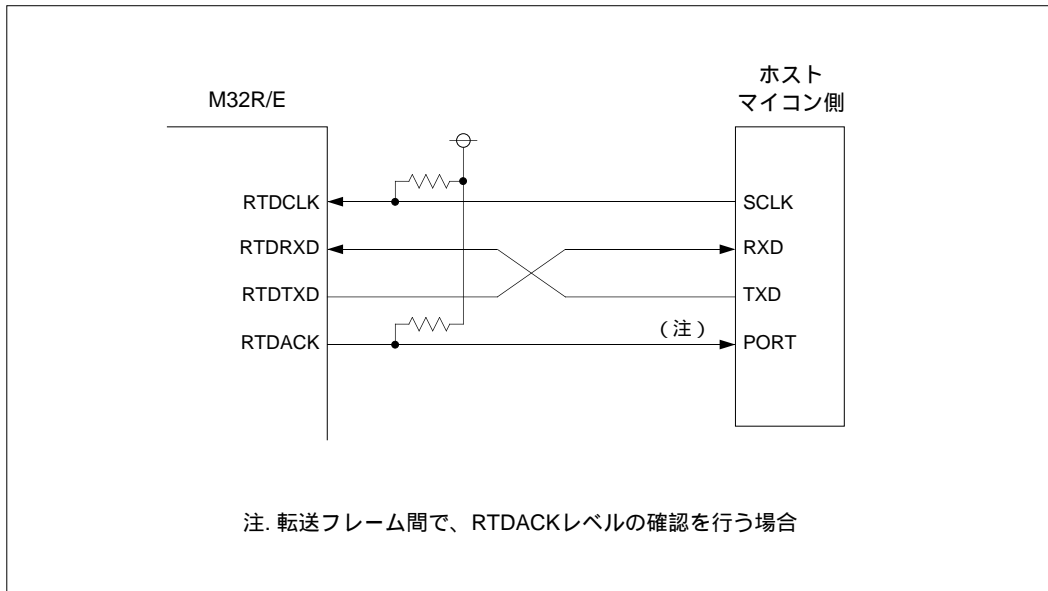 M32R/E
ホスト
マイコン側
RTDCLK
SCLK
RTDRXD
RXD
RTDTXD
TXD
RTDACK
（注）
PORT
注. 転送フレーム間で、RTDACKレベルの確認を行う場合